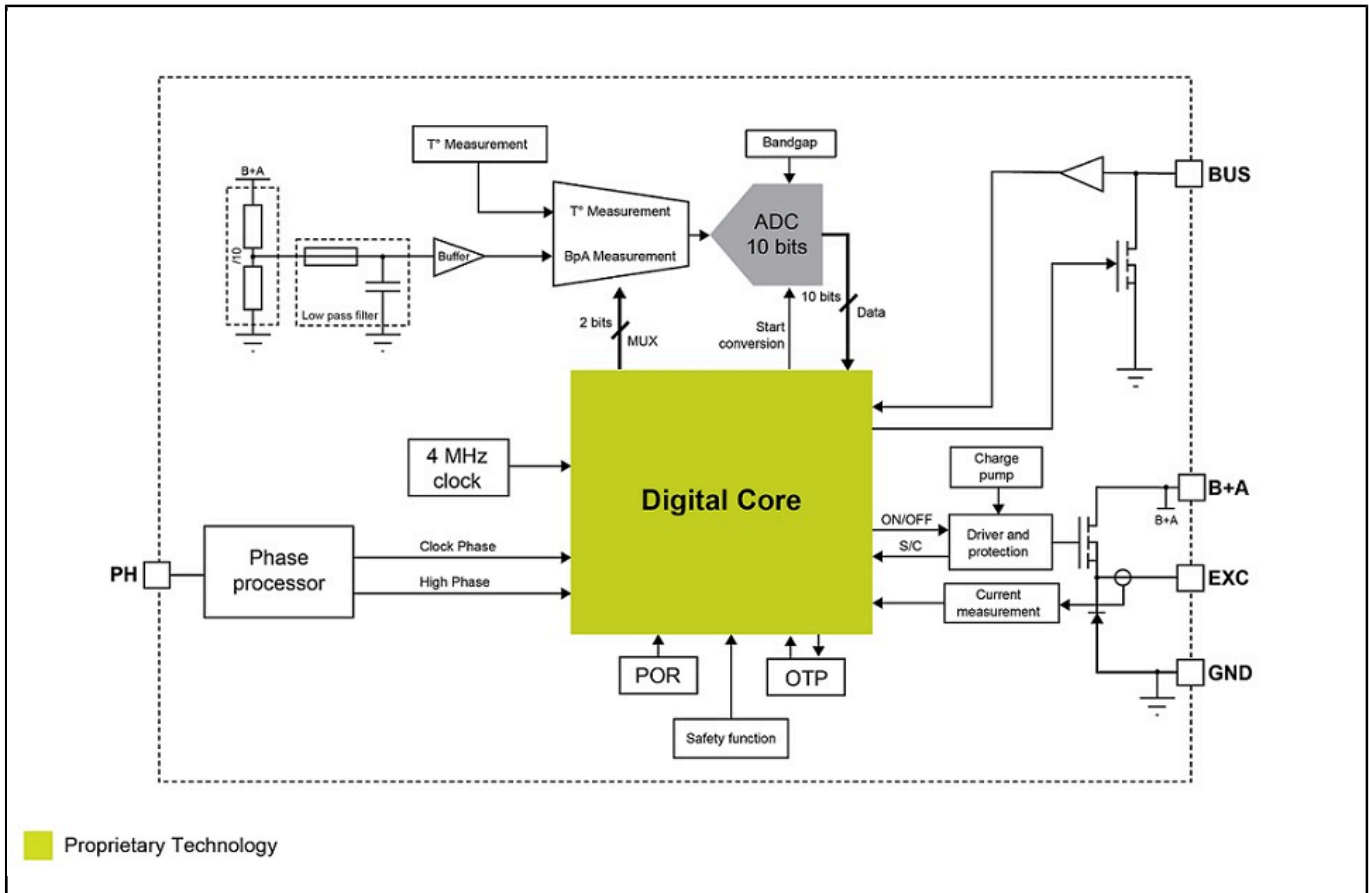 T° Measurement
Bandgap
B+A
BUS
T° Measurement
ADC
10 bits
/10
Buffer
BpA Measurement
Low pass filter
2 bits
MUX
Start
conversion
10 bits
Data
4 MHz
clock
Digital Core
Charge
pump
B+A
B+A
ON/OFF
S/C
Driver and
protection
PH
Phase
processor
Clock Phase
High Phase
EXC
Current
measurement
POR
OTP
GND
Safety function
Proprietary Technology